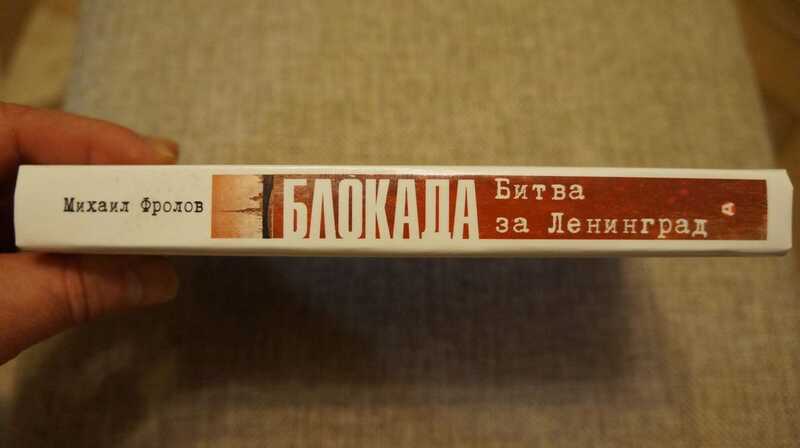 Михаил Фролов
БЛОКАДА
Битва
за Ленинград